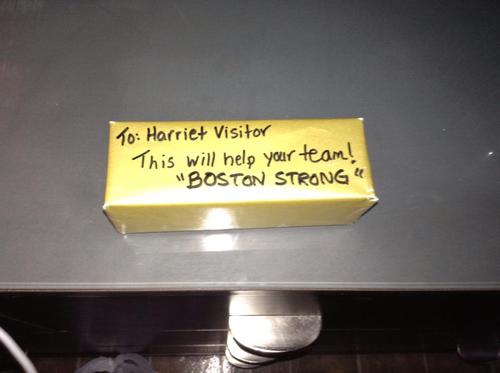 To: Harriet Visitor
This will help your team!
"BOSTON STRONG"